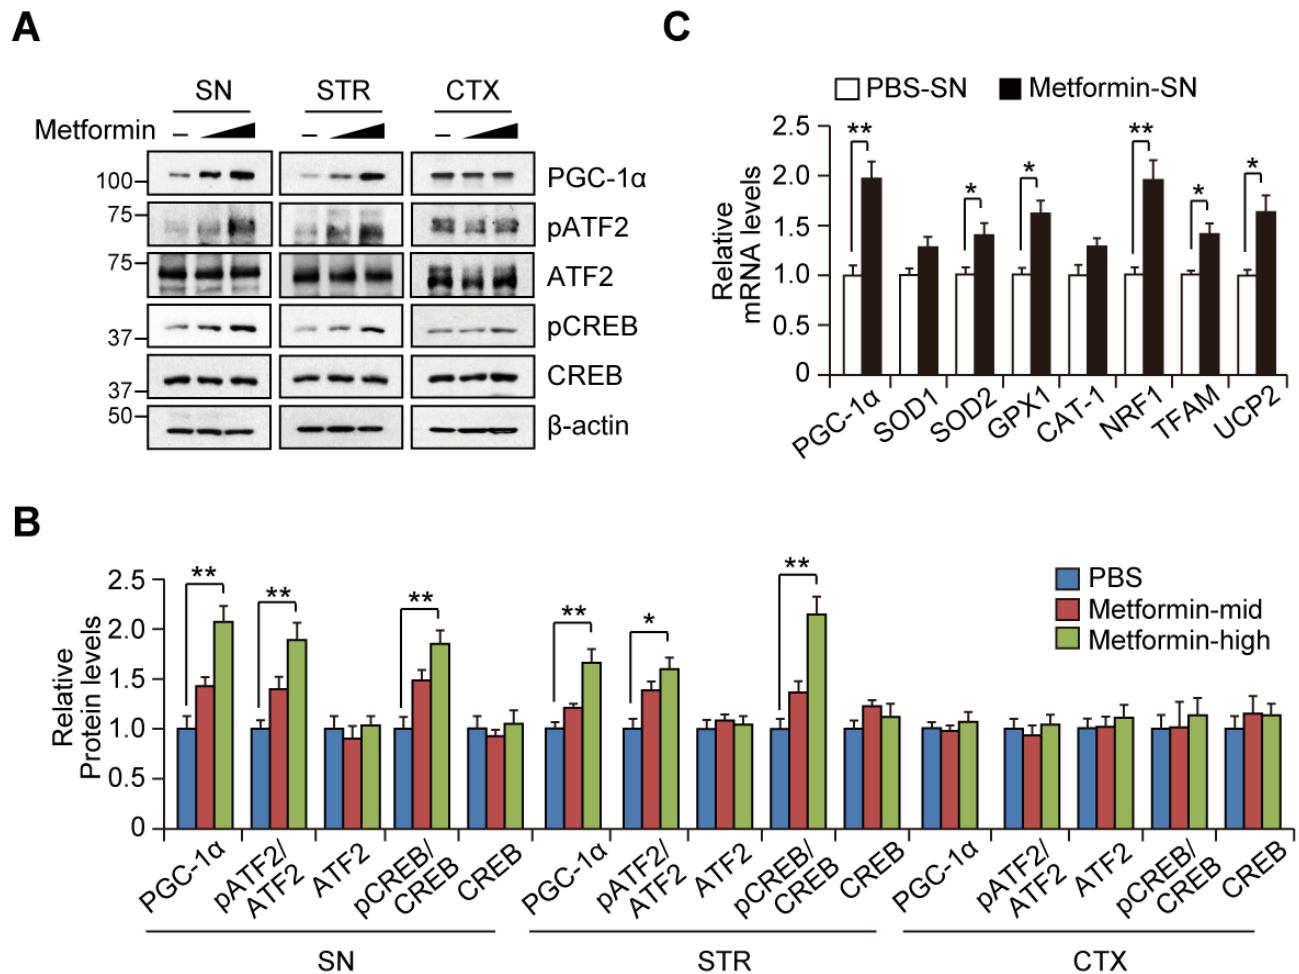 A
SN STR CTX
Metformin – – –
100 PGC-1α
75 pATF2
75 ATF2
37 pCREB
37 CREB
50 β-actin
C
PBS-SN Metformin-SN
Relative
mRNA levels
2.5
2.0
1.5
1.0
0.5
0
** * * ** * *
PGC-1α SOD1 SOD2 GPX1 CAT-1 NRF1 TFAM UCP2
B
Relative
Protein levels
2.5
2.0
1.5
1.0
0.5
0
** ** ** ** * **
PBS
Metformin-mid
Metformin-high
PGC-1α pATF2/ATF2 ATF2 pCREB/CREB CREB PGC-1α pATF2/ATF2 ATF2 pCREB/CREB CREB PGC-1α pATF2/ATF2 ATF2 pCREB/CREB CREB
SN STR CTX